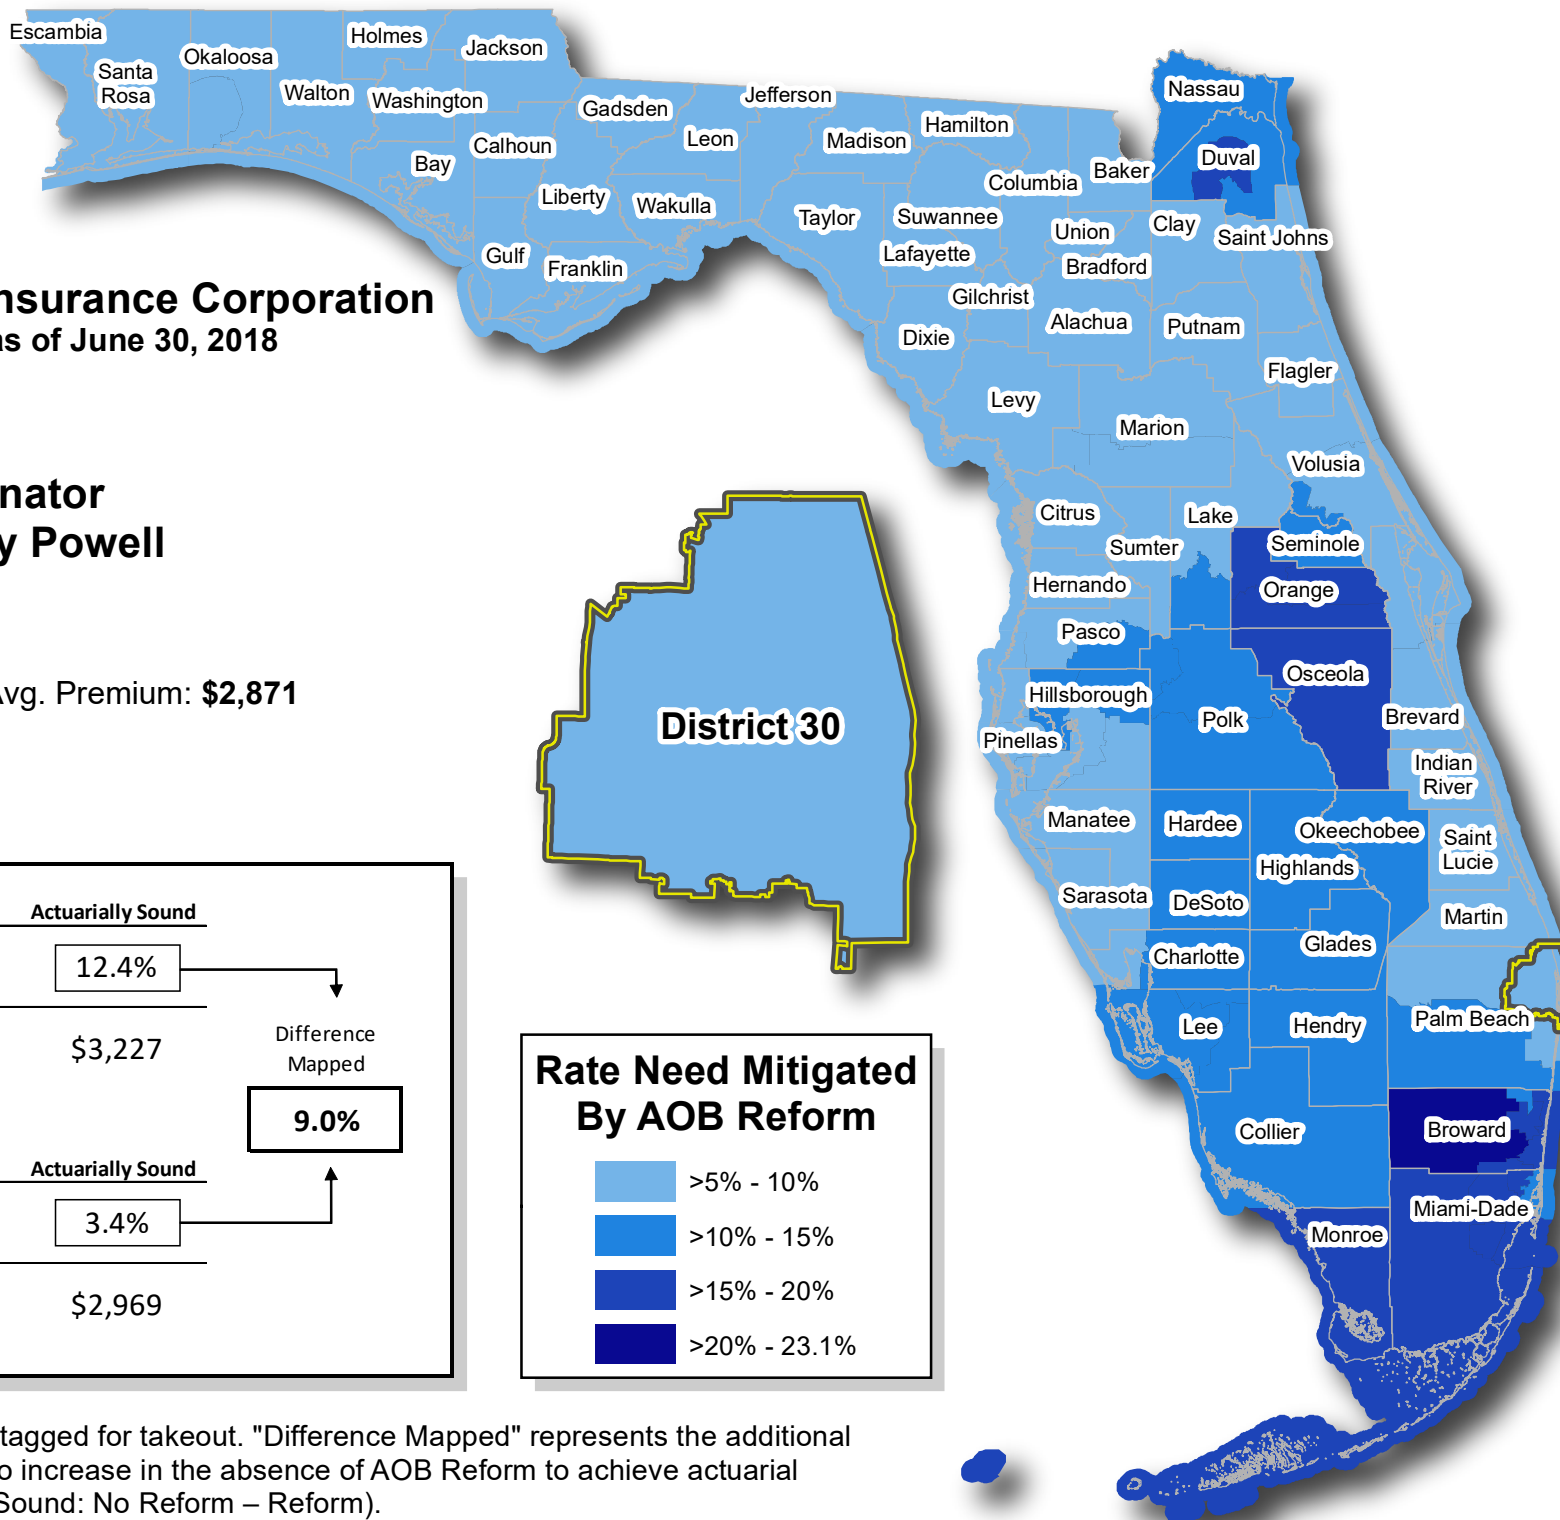 Escambia
Santa
Rosa
Okaloosa
Walton
Holmes
Washington
Jackson
Bay
Calhoun
Gulf
Gadsden
Liberty
Franklin
Leon
Wakulla
Jefferson
Madison
Taylor
Hamilton
Suwannee
Lafayette
Columbia
Baker
Nassau
Duval
Union
Bradford
Clay
Saint Johns
Gilchrist
Dixie
Alachua
Putnam
Flagler
Levy
Marion
Volusia
Citrus
Lake
Sumter
Seminole
Hernando
Orange
Pasco
Osceola
Hillsborough
Polk
Brevard
Pinellas
Indian
River
Manatee
Hardee
Okeechobee
Saint
Lucie
Highlands
Sarasota
DeSoto
Martin
Glades
Charlotte
Lee
Hendry
Palm Beach
Collier
Broward
Miami-Dade
Monroe
nsurance Corporation
as of June 30, 2018
nator
y Powell
Avg. Premium: $2,871
District 30
Actuarially Sound
12.4%
$3,227
Difference
Mapped
9.0%
Actuarially Sound
3.4%
$2,969
Rate Need Mitigated
By AOB Reform
>5% - 10%
>10% - 15%
>15% - 20%
>20% - 23.1%
tagged for takeout. "Difference Mapped" represents the additional
o increase in the absence of AOB Reform to achieve actuarial
Sound: No Reform – Reform).